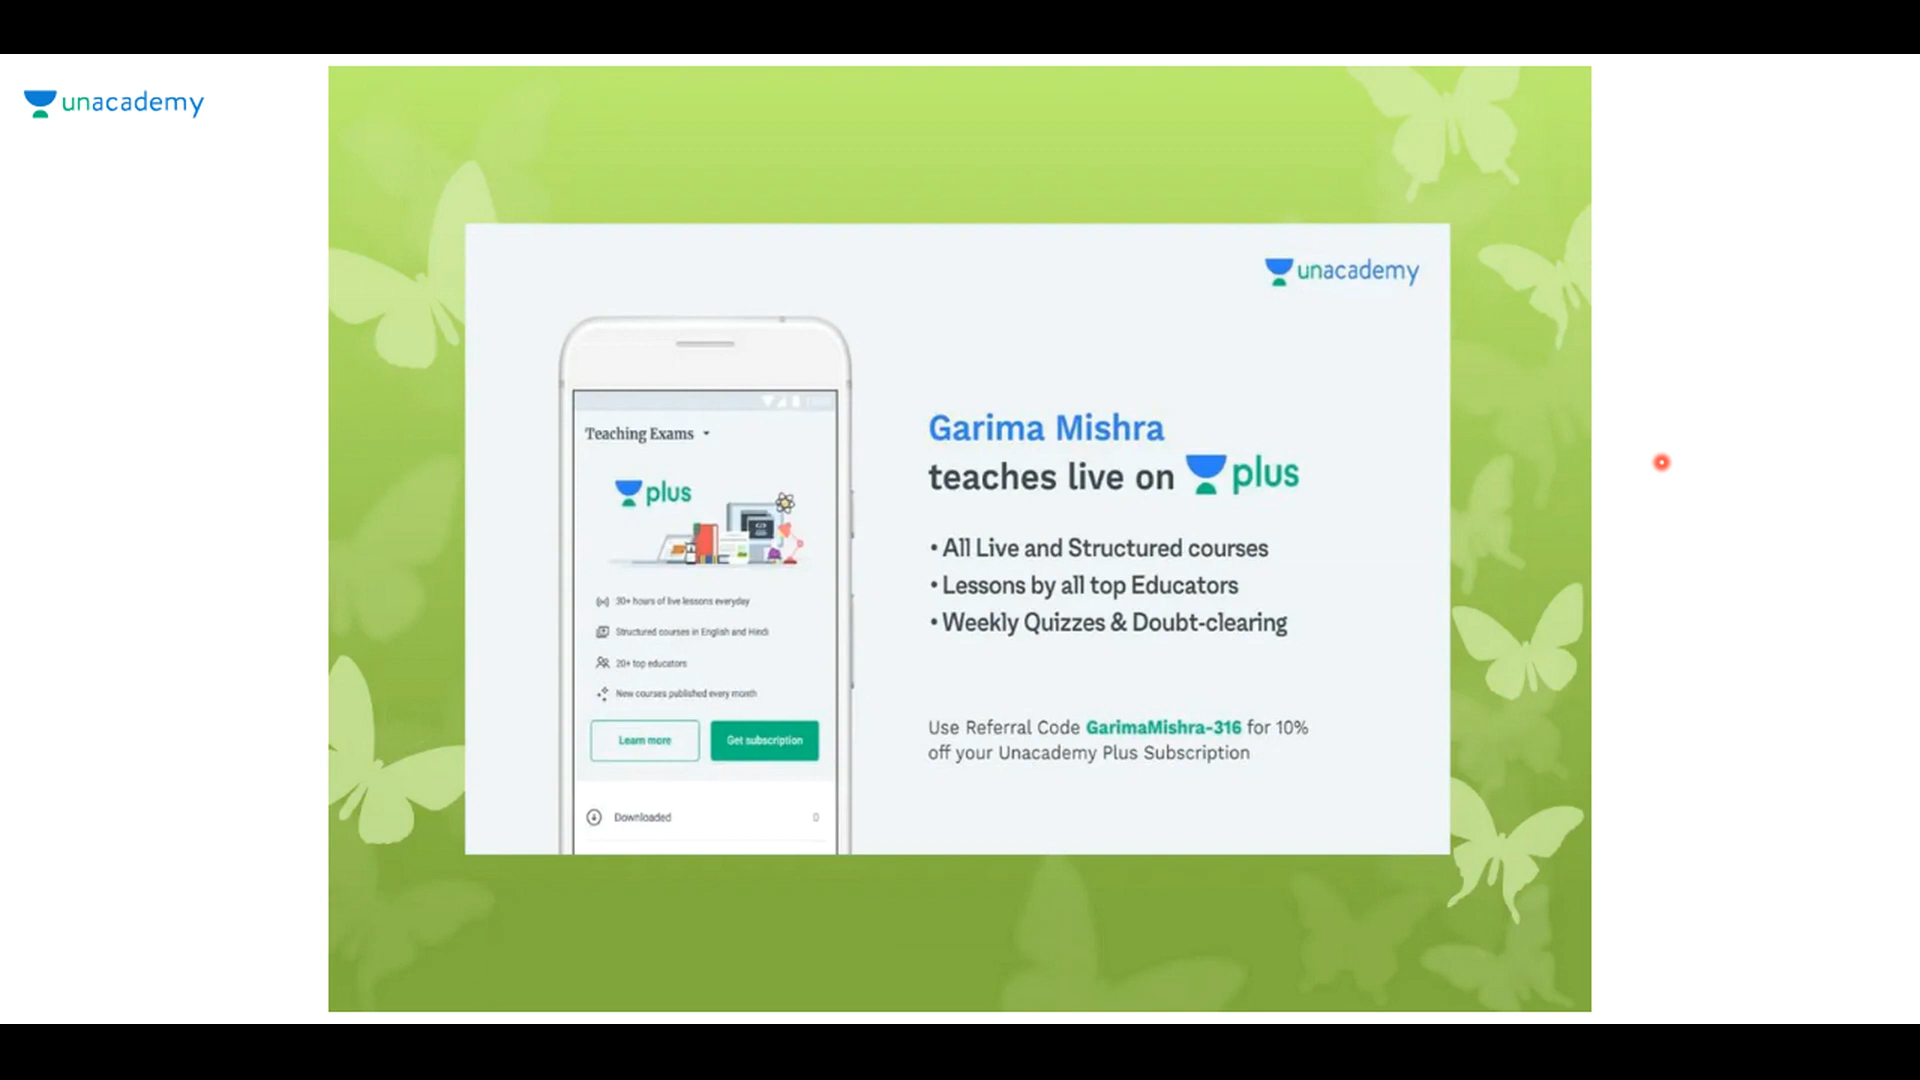 unacademy
unacademy
Teaching Exams
plus
30+ hours of live lessons everyday
Structured courses in English and Hindi
20+ top educators
New courses published every month
Learn more
Get subscription
Downloaded 0
Garima Mishra
teaches live on plus
• All Live and Structured courses
• Lessons by all top Educators
• Weekly Quizzes & Doubt-clearing
Use Referral Code GarimaMishra-316 for 10%
off your Unacademy Plus Subscription